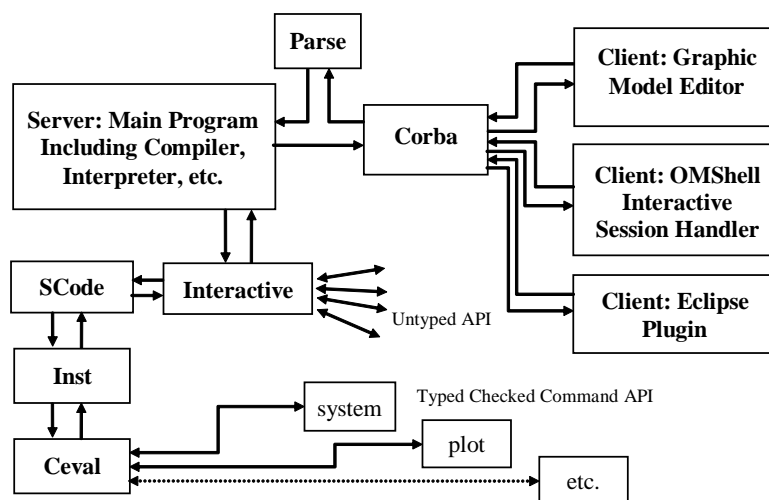 Parse
Client: Graphic
Model Editor
Server: Main Program
Including Compiler,
Interpreter, etc.
Corba
Client: OMShell
Interactive
Session Handler
SCode
Interactive
Untyped API
Client: Eclipse
Plugin
Inst
system
Typed Checked Command API
plot
Ceval
etc.